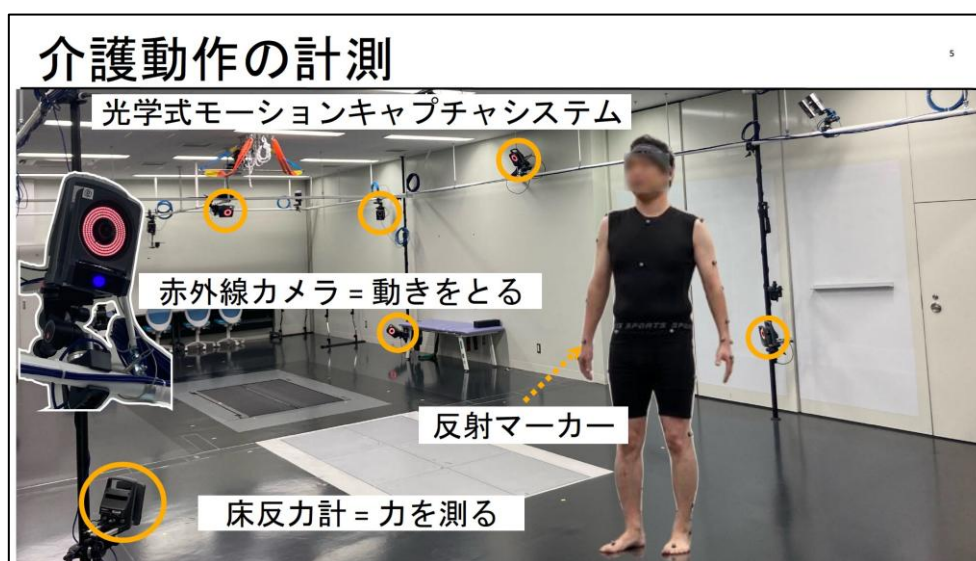 介護動作の計測
5
光学式モーションキャプチャシステム
赤外線カメラ = 動きをとる
SPORTS SPOR
反射マーカー
床反力計 = 力を測る